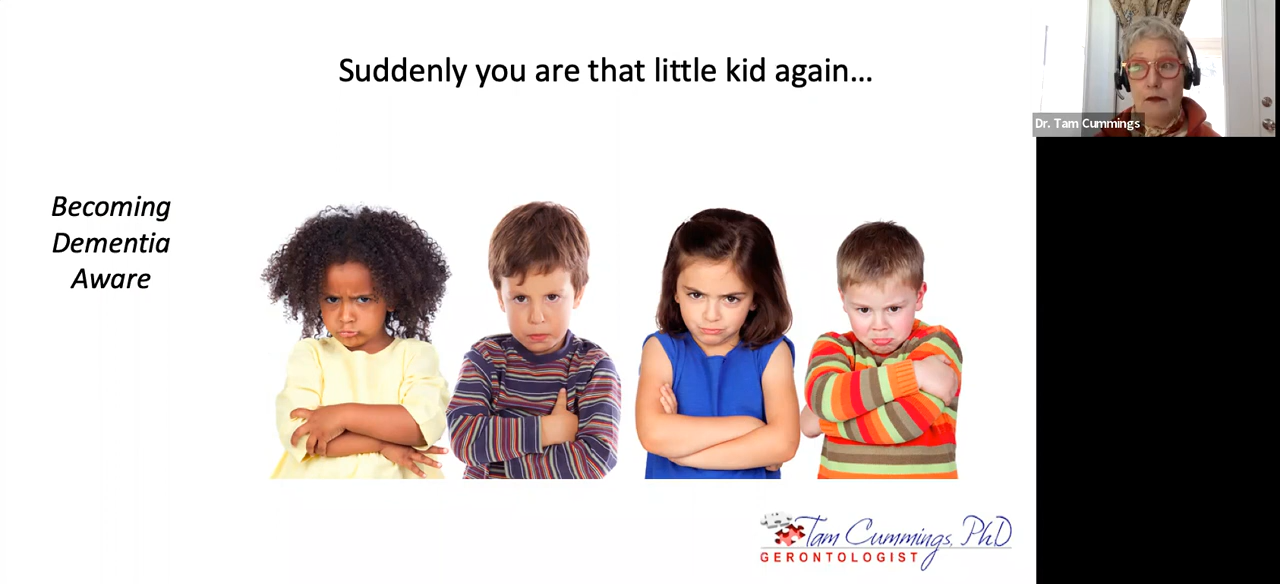 Suddenly you are that little kid again...
Dr. Tam Cummings
Becoming
Dementia
Aware
Tam Cummings, PhD
GERONTOLOGIST